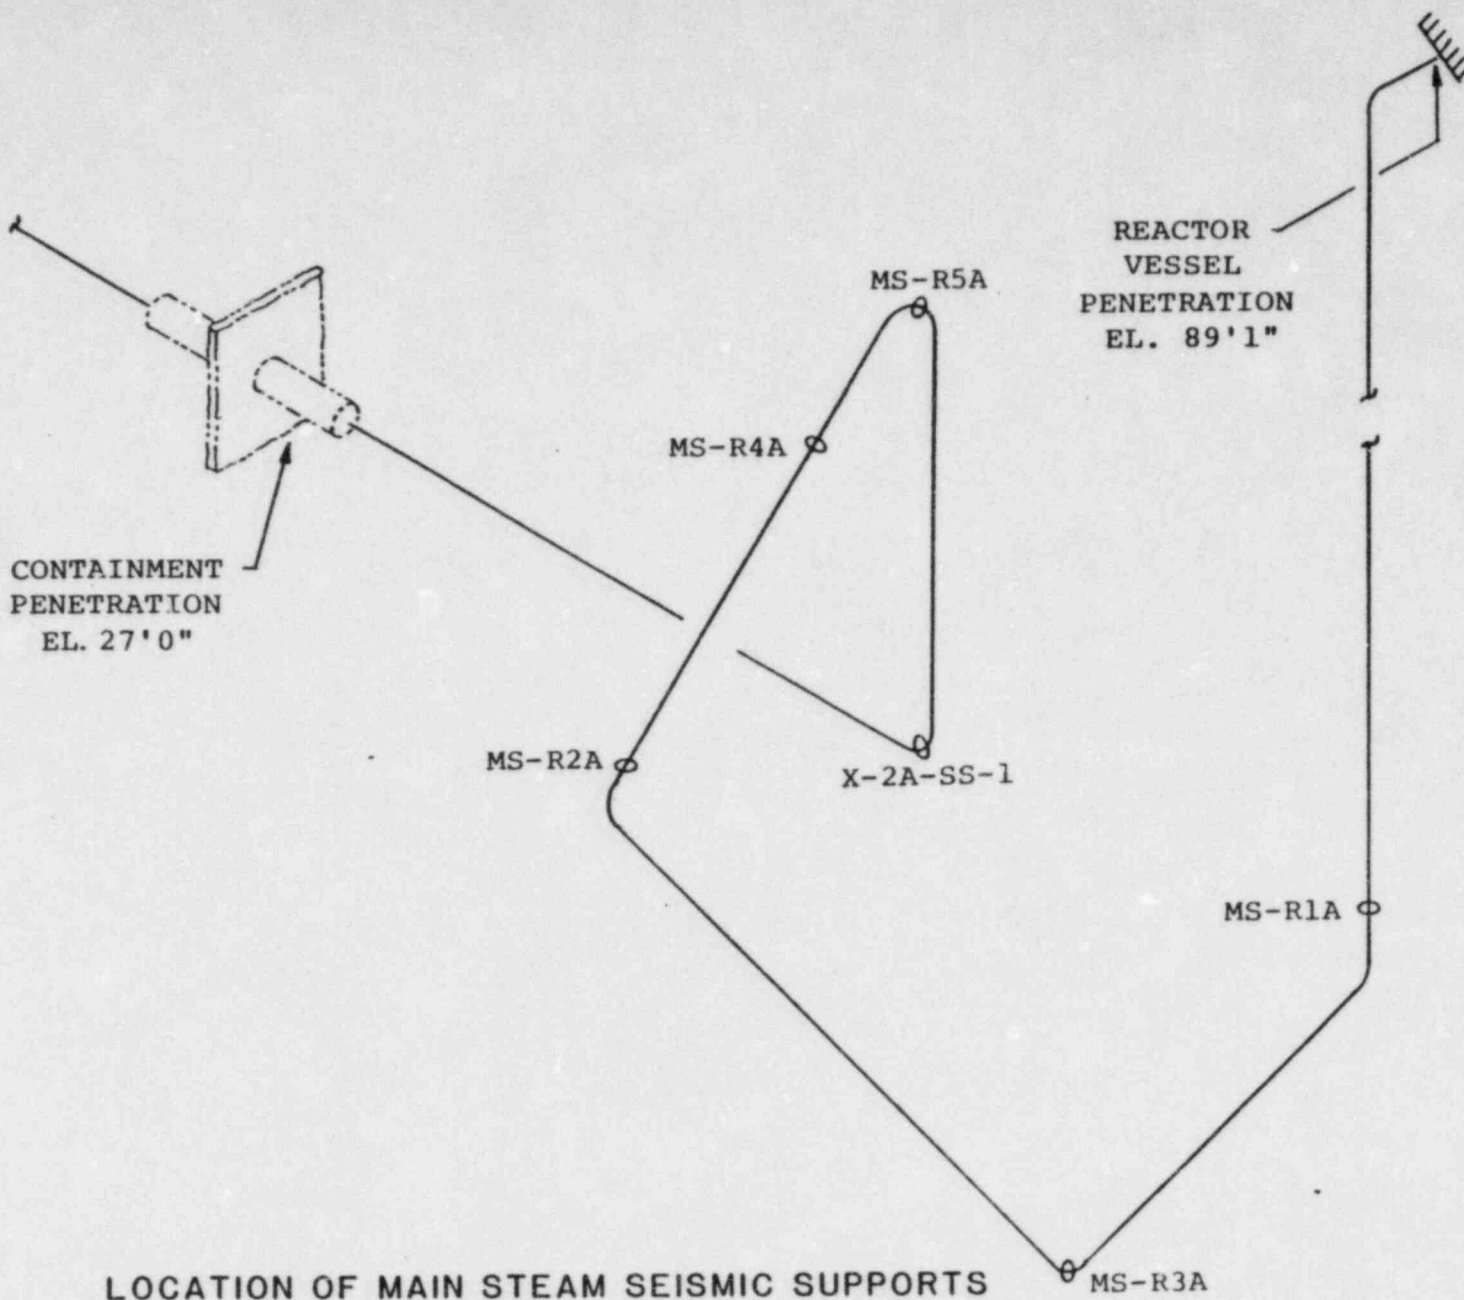 REACTOR
VESSEL
PENETRATION
EL. 89'1"
MS-R5A
MS-R4A
CONTAINMENT
PENETRATION
EL. 27'0"
MS-R2A
X-2A-SS-1
MS-R1A
MS-R3A
LOCATION OF MAIN STEAM SEISMIC SUPPORTS